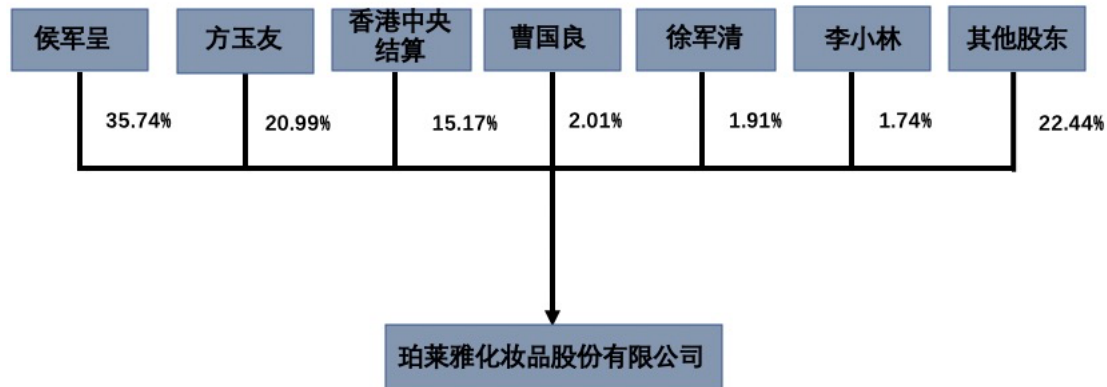 侯军呈
方玉友
香港中央
结算
曹国良
徐军清
李小林
其他股东
35.74%
20.99%
15.17%
2.01%
1.91%
1.74%
22.44%
珀莱雅化妆品股份有限公司